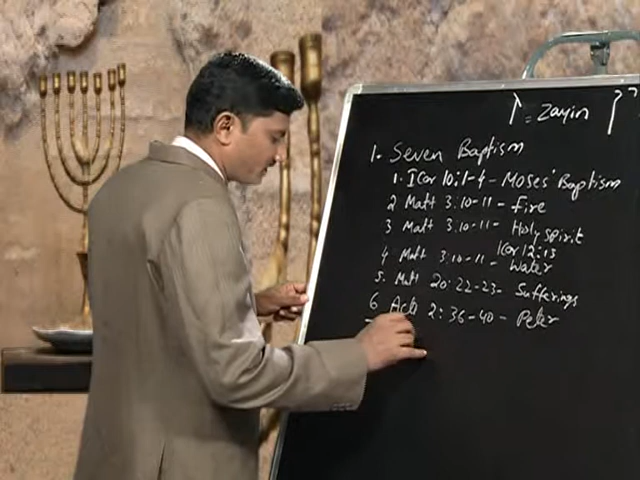 = Zayin
1. Seven Baptism
1. I Cor 10:1-4 - Moses' Baptism
2 Matt 3:10-11 - Fire
3 Matt 3:10-11 - Holy Spirit
1 Cor 12:13
4 Matt 3:10-11 - Water
5. Matt 20:22-23 - Sufferings
6 Acts 2:36-40 - Peter